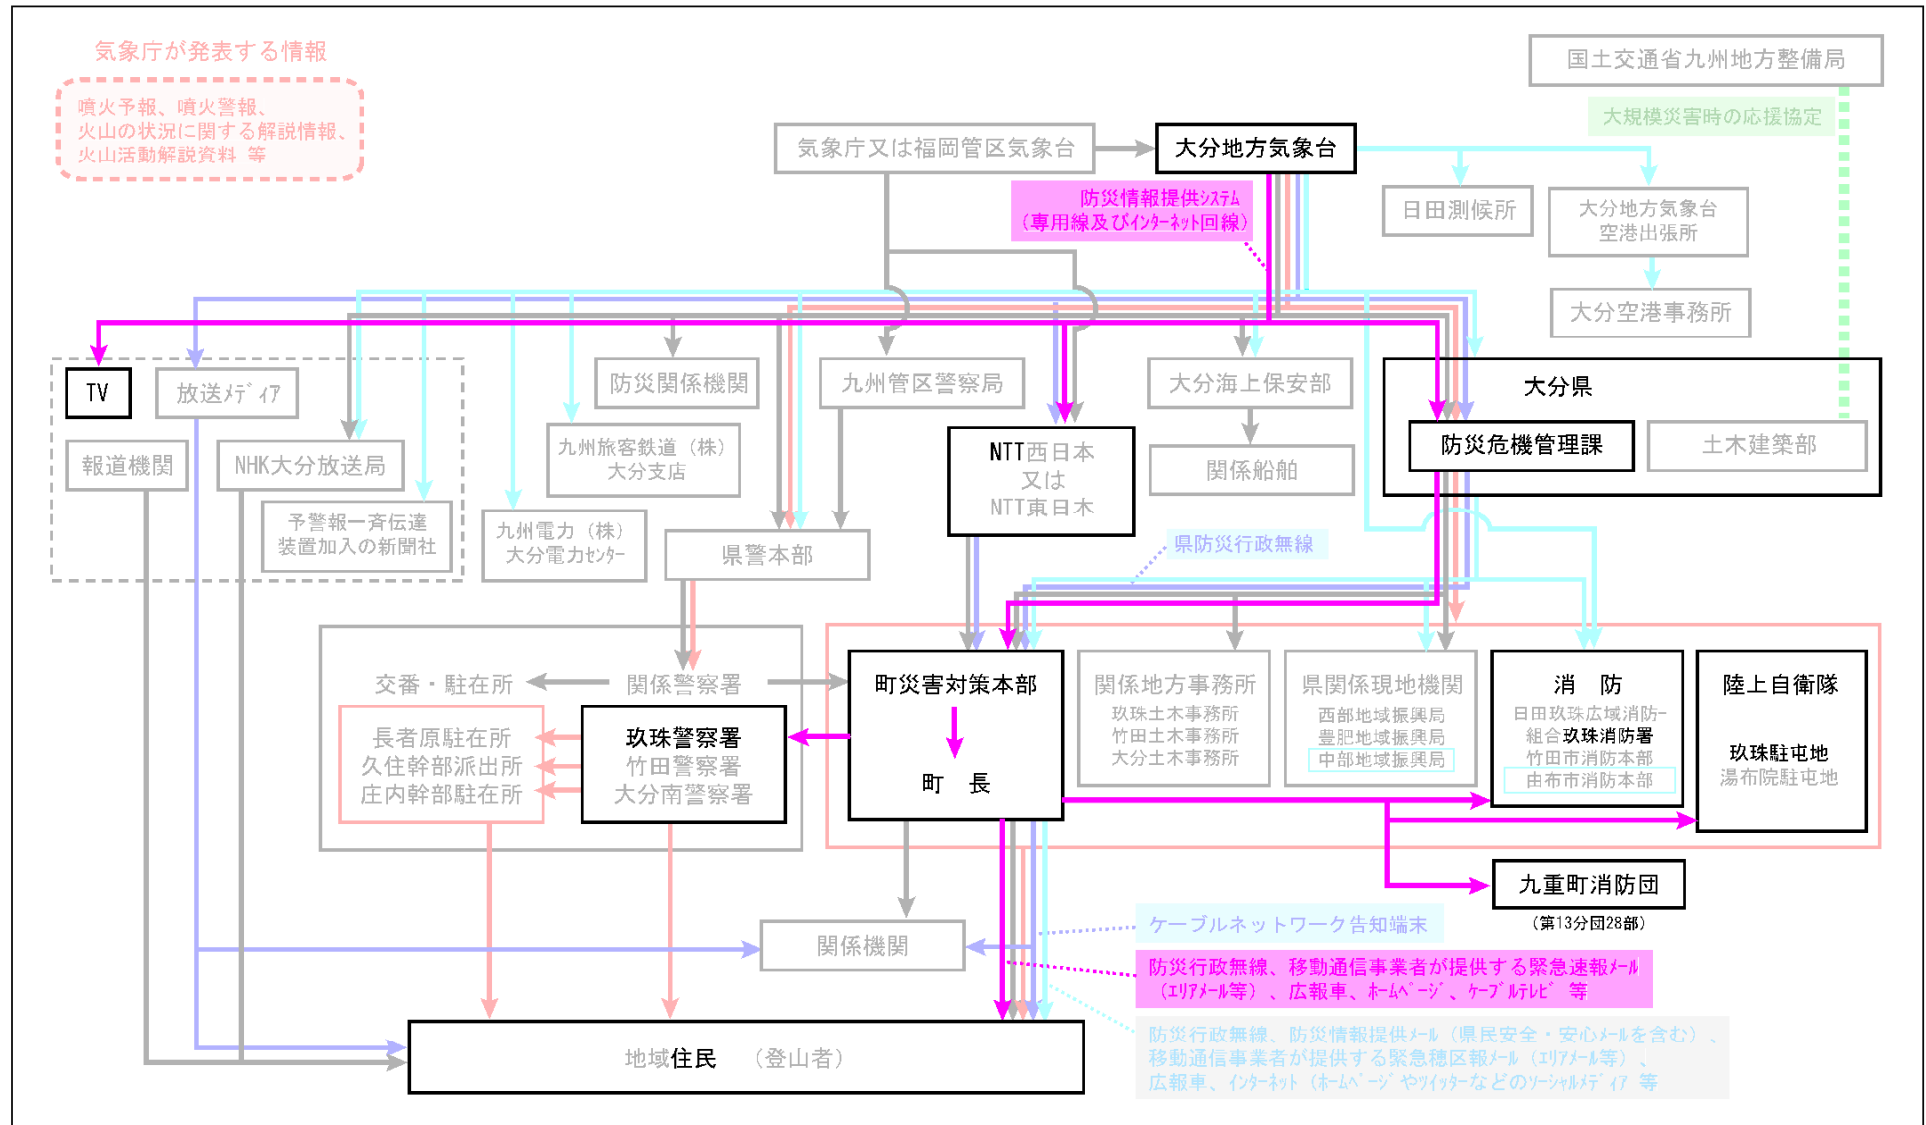 気象庁が発表する情報
噴火予報、噴火警報、
火山の状況に関する解説情報、
火山活動解説資料 等
国土交通省九州地方整備局
大規模災害時の応援協定
気象庁又は福岡管区気象台
大分地方気象台
防災情報提供ｼｽﾃﾑ
（専用線及びｲﾝﾀｰﾈｯﾄ回線）
日田測候所
大分地方気象台
空港出張所
大分空港事務所
TV
放送ﾒﾃﾞｨｱ
報道機関
NHK大分放送局
予警報一斉伝達
装置加入の新聞社
防災関係機関
九州旅客鉄道（株）
大分支店
九州電力（株）
大分電力ｾﾝﾀｰ
九州管区警察局
県警本部
NTT西日本
又は
NTT東日木
大分海上保安部
関係船舶
大分県
防災危機管理課
土木建築部
県防災行政無線
交番・駐在所
関係警察署
長者原駐在所
久住幹部派出所
庄内幹部駐在所
玖珠警察署
竹田警察署
大分南警察署
町災害対策本部
町　長
関係地方事務所
玖珠土木事務所
竹田土木事務所
大分土木事務所
県関係現地機関
西部地域振興局
豊肥地域振興局
中部地域振興局
消　防
日田玖珠広域消防ｰ
組合玖珠消防署
竹田市消防本部
由布市消防本部
陸上自衛隊
玖珠駐屯地
湯布院駐屯地
九重町消防団
（第13分団28部）
関係機関
ケーブルネットワーク告知端末
防災行政無線、移動通信事業者が提供する緊急速報ﾒｰﾙ
（ｴﾘｱﾒｰﾙ等）、広報車、ﾎｰﾑﾍﾟｰｼﾞ、ｹｰﾌﾞﾙﾃﾚﾋﾞ 等
防災行政無線、防災情報提供ﾒｰﾙ（県民安全・安心ﾒｰﾙを含む）、
移動通信事業者が提供する緊急穂区報ﾒｰﾙ（ｴﾘｱﾒｰﾙ等）、
広報車、ｲﾝﾀｰﾈｯﾄ（ﾎｰﾑﾍﾟｰｼﾞやﾂｲｯﾀｰなどのｿｰｼｬﾙﾒﾃﾞｨｱ 等
地域住民　（登山者）